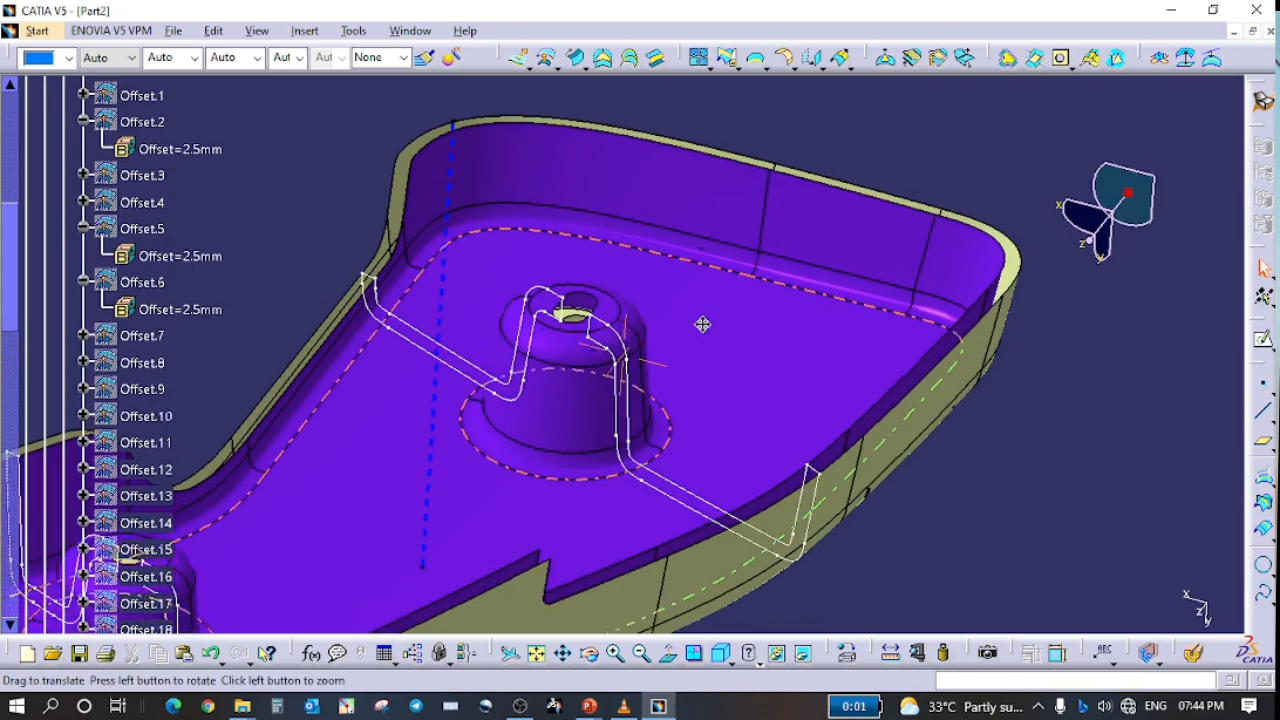 CATIA V5 - [Part2]
Start ENOVIA V5 VPM File Edit View Insert Tools Window Help
Auto Auto Auto Aut Aut None
Offset.1
Offset.2
Offset=2.5mm
Offset.3
Offset.4
Offset.5
Offset=2.5mm
Offset.6
Offset=2.5mm
Offset.7
Offset.8
Offset.9
Offset.10
Offset.11
Offset.12
Offset.13
Offset.14
Offset.15
Offset.16
Offset.17
Offset.18
x
z
y
x
z
y
f(x)
CATIA
Drag to translate Press left button to rotate Click left button to zoom
0:01 33°C Partly su... ENG 07:44 PM